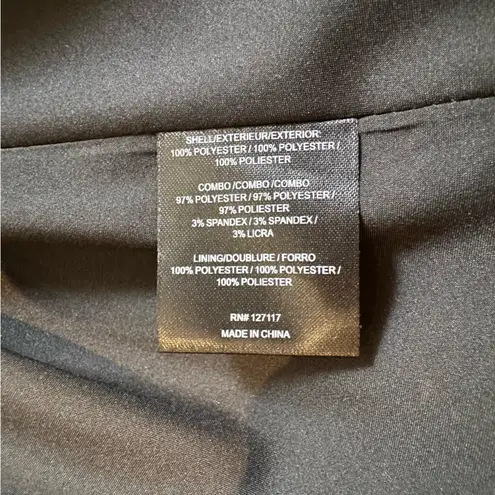 SHELL/EXTERIEUR/EXTERIOR:
100% POLYESTER / 100% POLYESTER /
100% POLIESTER
COMBO /COMBO /COMBO
97% POLYESTER / 97% POLYESTER /
97% POLIESTER
3% SPANDEX / 3% SPANDEX /
3% LICRA
LINING/DOUBLURE / FORRO
100% POLYESTER / 100% POLYESTER /
100% POLIESTER
RN# 127117
MADE IN CHINA